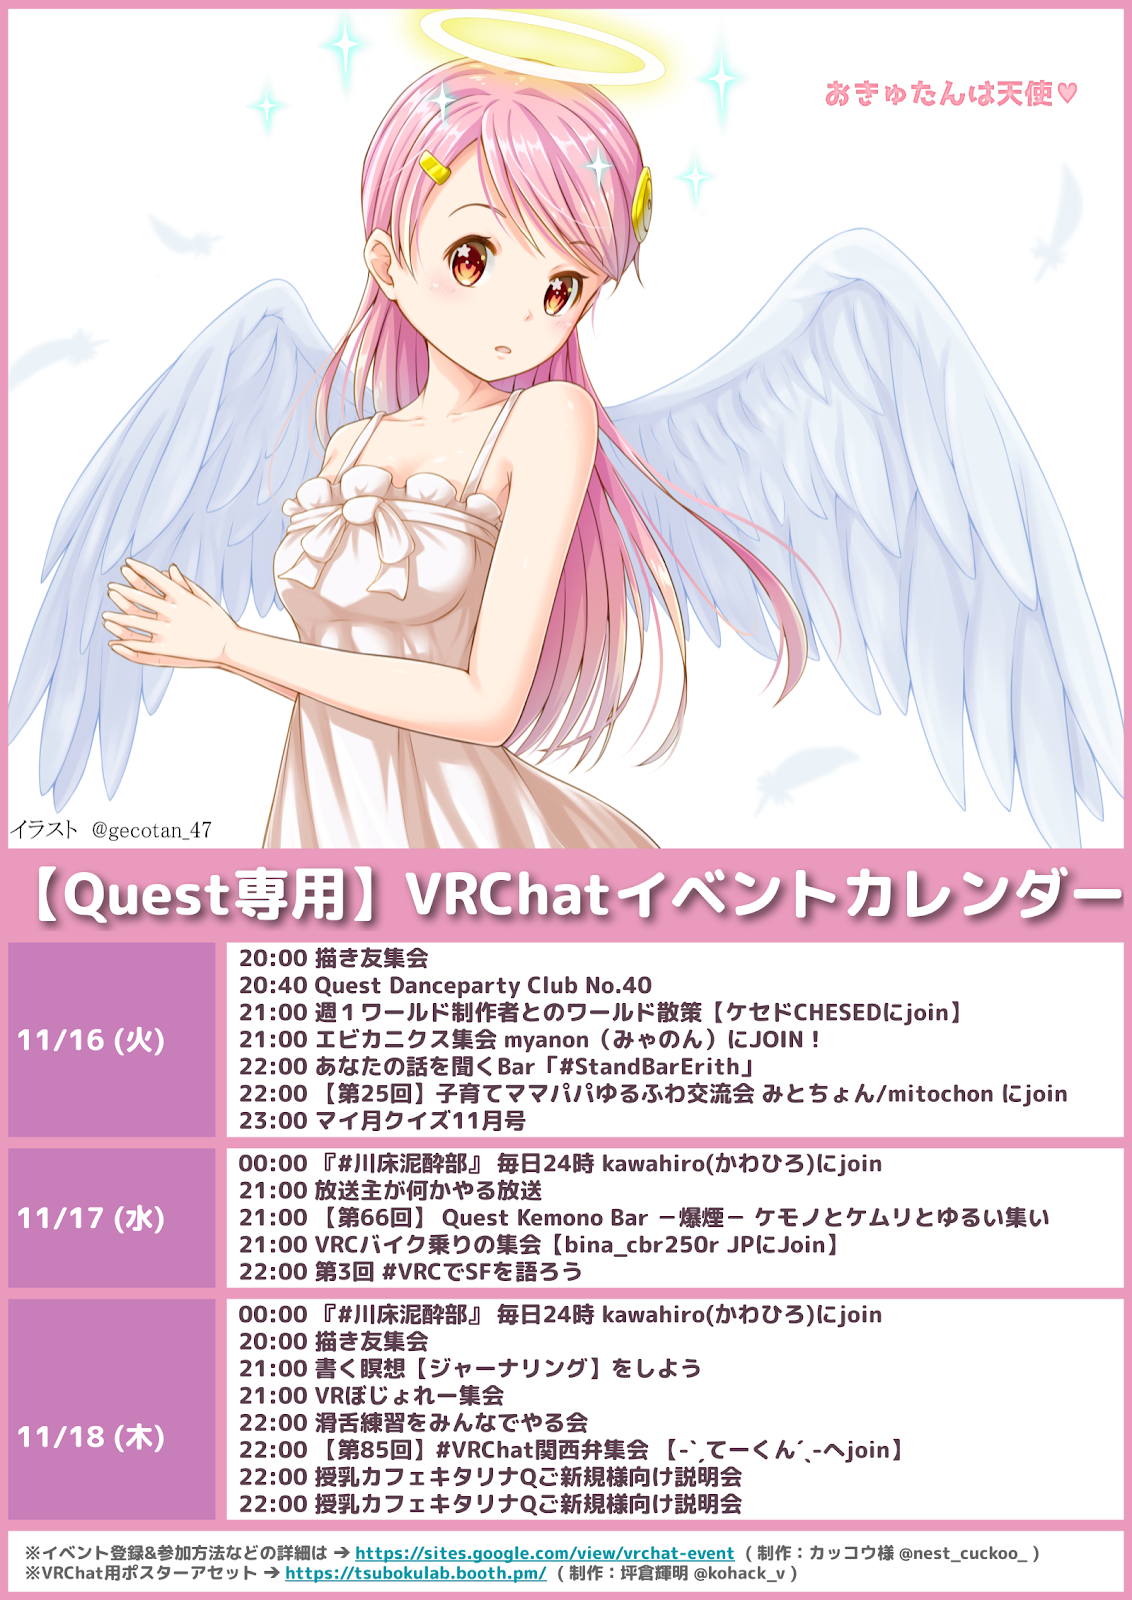 おきゅたんは天使♥
イラスト @gecotan_47
【Quest専用】VRChatイベントカレンダー
11/16 (火)
20:00 描き友集会
20:40 Quest Danceparty Club No.40
21:00 週１ワールド制作者とのワールド散策【ケセドCHESEDにjoin】
21:00 エビカニクス集会 myanon（みゃのん）にJOIN！
22:00 あなたの話を聞くBar「#StandBarErith」
22:00 【第25回】子育てママパパゆるふわ交流会 みとちょん/mitochon にjoin
23:00 マイ月クイズ11月号
11/17 (水)
00:00 『#川床泥酔部』 毎日24時 kawahiro(かわひろ)にjoin
21:00 放送主が何かやる放送
21:00 【第66回】 Quest Kemono Bar －爆煙－ ケモノとケムリとゆるい集い
21:00 VRCバイク乗りの集会【bina_cbr250r JPにJoin】
22:00 第3回 #VRCでSFを語ろう
11/18 (木)
00:00 『#川床泥酔部』 毎日24時 kawahiro(かわひろ)にjoin
20:00 描き友集会
21:00 書く瞑想【ジャーナリング】をしよう
21:00 VRぼじょれー集会
22:00 滑舌練習をみんなでやる会
22:00 【第85回】#VRChat関西弁集会 【-ˋˏてーくんˊˎ-へjoin】
22:00 授乳カフェキタリナQご新規様向け説明会
22:00 授乳カフェキタリナQご新規様向け説明会
※イベント登録&参加方法などの詳細は → https://sites.google.com/view/vrchat-event ( 制作：カッコウ様 @nest_cuckoo_ )
※VRChat用ポスターアセット → https://tsubokulab.booth.pm/ ( 制作：坪倉輝明 @kohack_v )